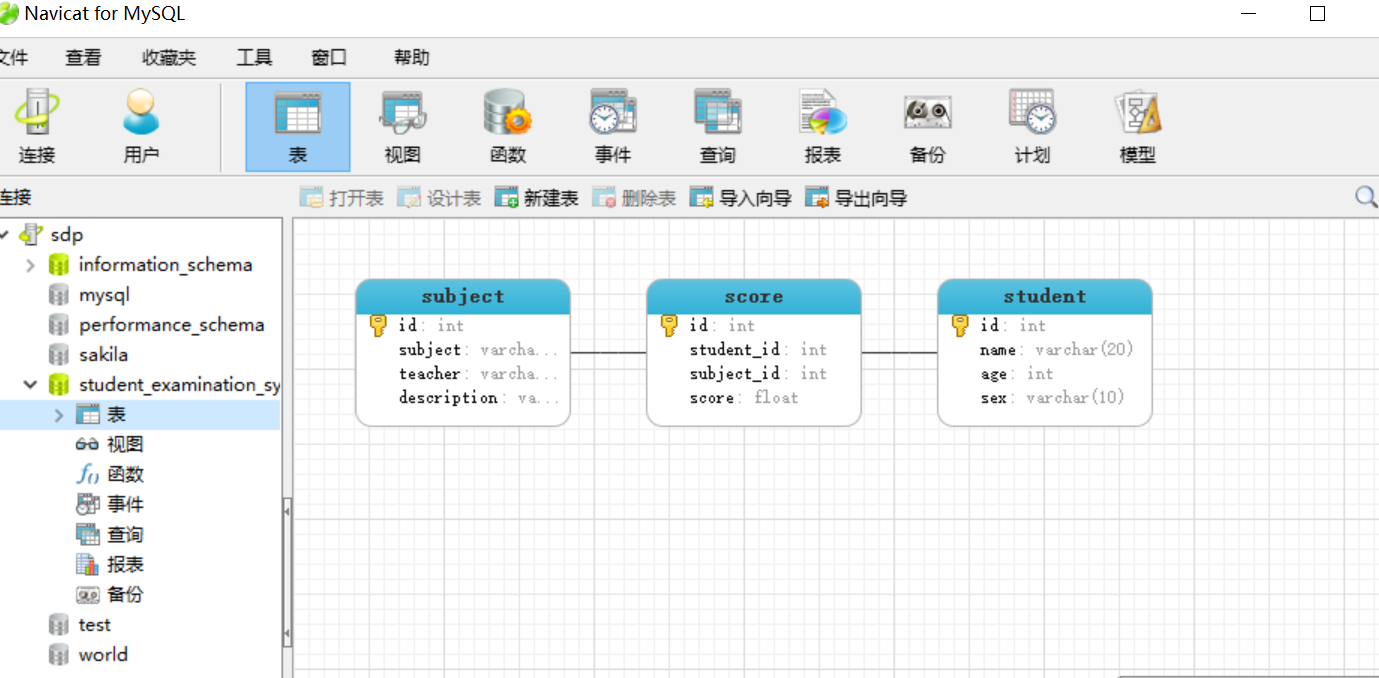 Navicat for MySQL
文件 查看 收藏夹 工具 窗口 帮助
连接 用户 表 视图 函数 事件 查询 报表 备份 计划 模型
连接 打开表 设计表 新建表 删除表 导入向导 导出向导
sdp
information_schema
mysql
performance_schema
sakila
student_examination_sy
表
视图
函数
事件
查询
报表
备份
test
world
subject
id: int
subject: varcha...
teacher: varcha...
description: va...
score
id: int
student_id: int
subject_id: int
score: float
student
id: int
name: varchar(20)
age: int
sex: varchar(10)